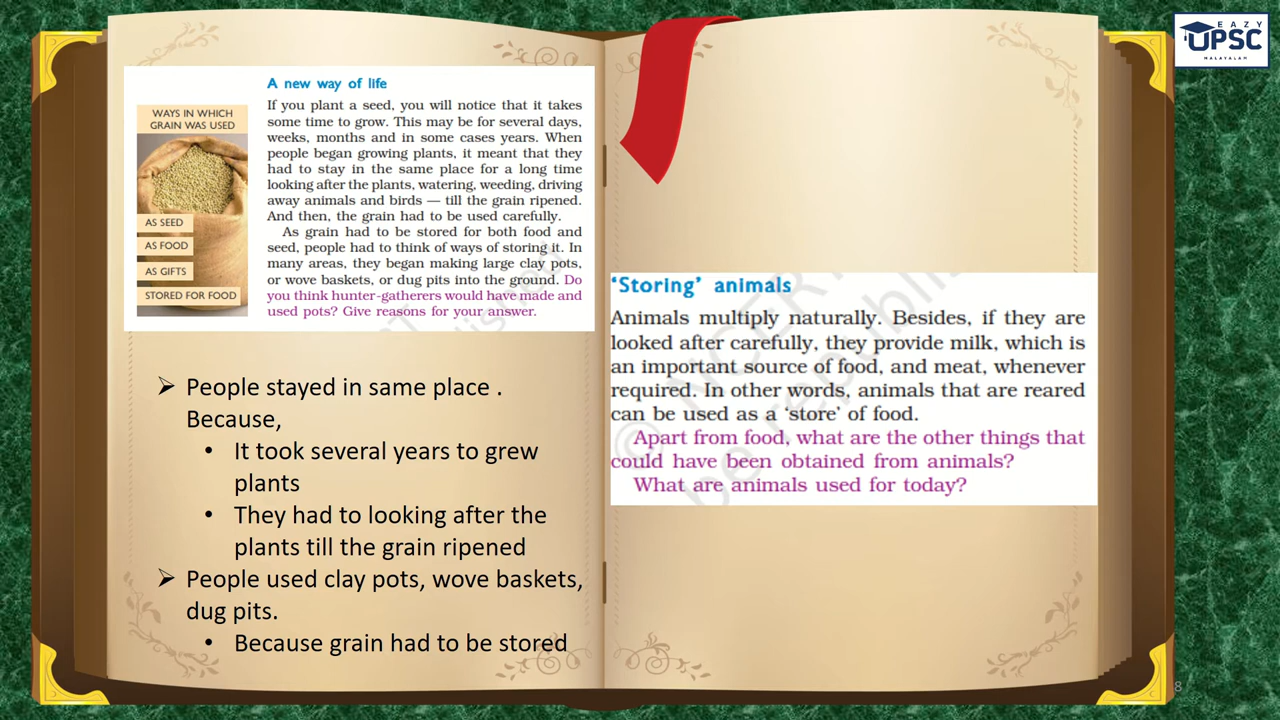 EAZY
UPSC
MALAYALAM
A new way of life
WAYS IN WHICH
GRAIN WAS USED
AS SEED
AS FOOD
AS GIFTS
STORED FOR FOOD
If you plant a seed, you will notice that it takes
some time to grow. This may be for several days,
weeks, months and in some cases years. When
people began growing plants, it meant that they
had to stay in the same place for a long time
looking after the plants, watering, weeding, driving
away animals and birds — till the grain ripened.
And then, the grain had to be used carefully.
As grain had to be stored for both food and
seed, people had to think of ways of storing it. In
many areas, they began making large clay pots,
or wove baskets, or dug pits into the ground. Do
you think hunter-gatherers would have made and
used pots? Give reasons for your answer.
➢ People stayed in same place .
Because,
• It took several years to grew
plants
• They had to looking after the
plants till the grain ripened
➢ People used clay pots, wove baskets,
dug pits.
• Because grain had to be stored
‘Storing’ animals
Animals multiply naturally. Besides, if they are
looked after carefully, they provide milk, which is
an important source of food, and meat, whenever
required. In other words, animals that are reared
can be used as a ‘store’ of food.
Apart from food, what are the other things that
could have been obtained from animals?
What are animals used for today?
8